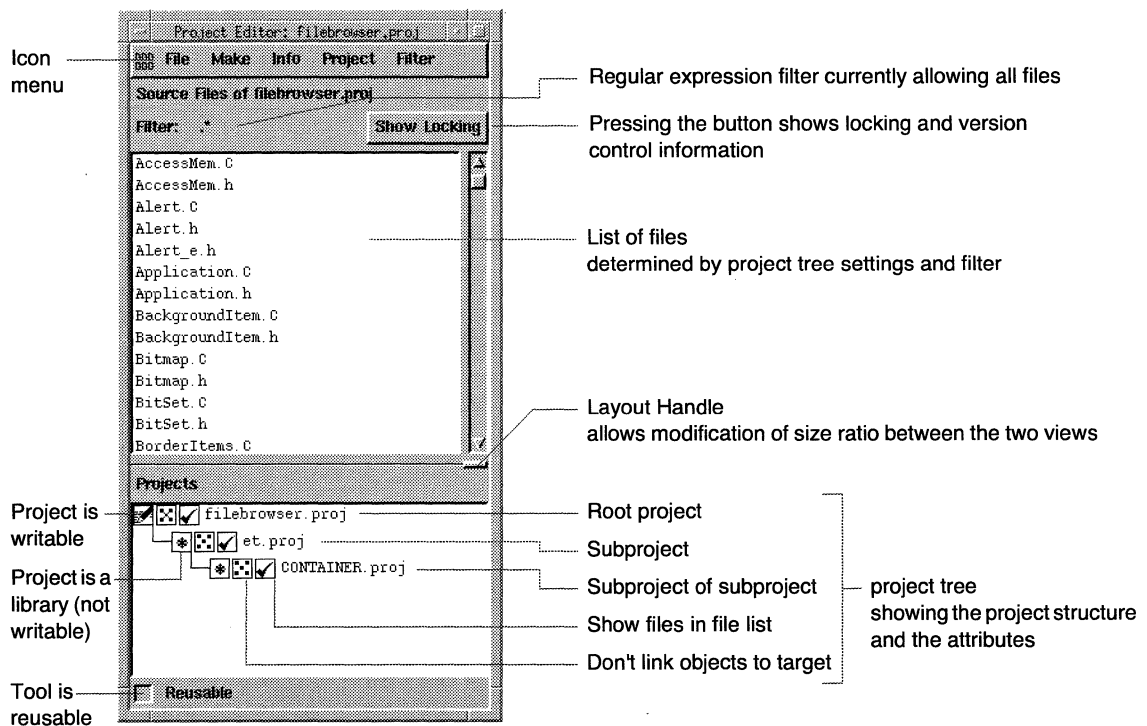 Project Editor: filebrowser.proj
Icon
menu
File Make Info Project Filter
Source Files of filebrowser.proj
Filter: .*
Show Locking
Regular expression filter currently allowing all files
Pressing the button shows locking and version
control information
AccessMem.C
AccessMem.h
Alert.C
Alert.h
Alert_e.h
Application.C
Application.h
BackgroundItem.C
BackgroundItem.h
Bitmap.C
Bitmap.h
BitSet.C
BitSet.h
BorderItems.C
List of files
determined by project tree settings and filter
Layout Handle
allows modification of size ratio between the two views
Projects
Project is
writable
filebrowser.proj
Root project
et.proj
Subproject
Project is a
library (not
writable)
CONTAINER.proj
Subproject of subproject
Show files in file list
Don't link objects to target
project tree
showing the project structure
and the attributes
Tool is
reusable
Reusable